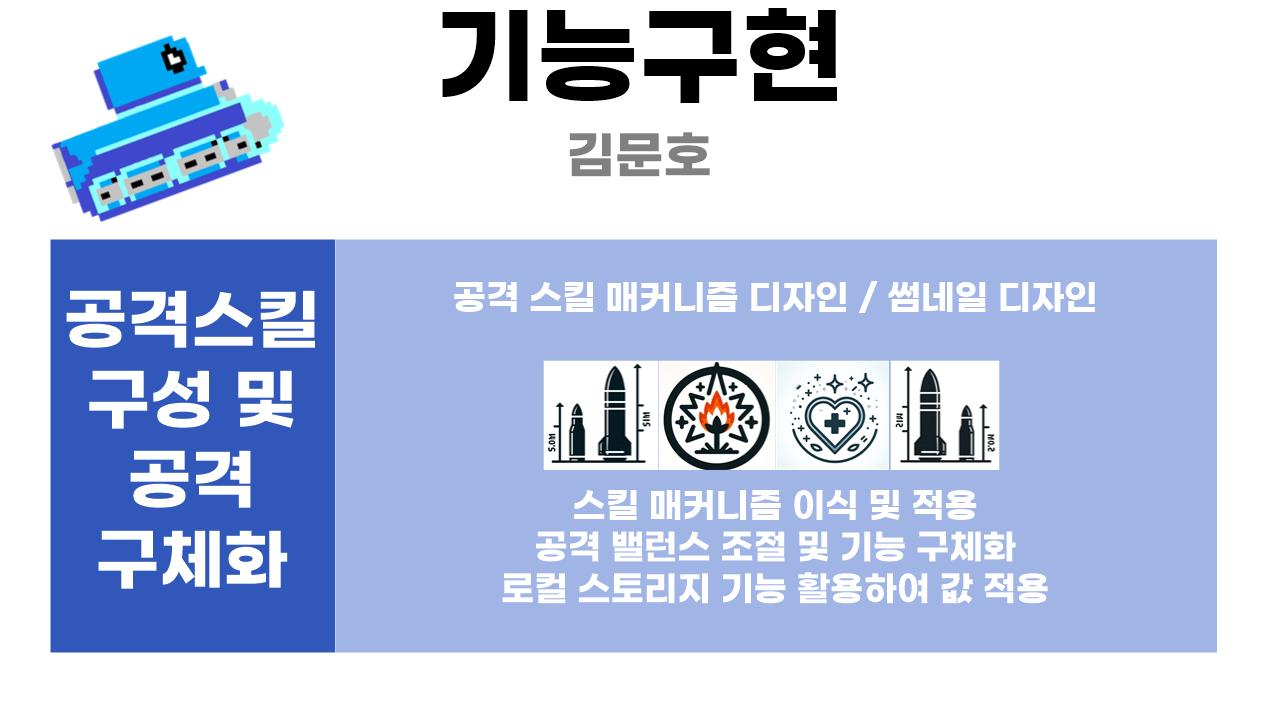 기능구현
김문호
공격스킬
구성 및
공격
구체화
공격 스킬 매커니즘 디자인 / 썸네일 디자인
스킬 매커니즘 이식 및 적용
공격 밸런스 조절 및 기능 구체화
로컬 스토리지 기능 활용하여 값 적용